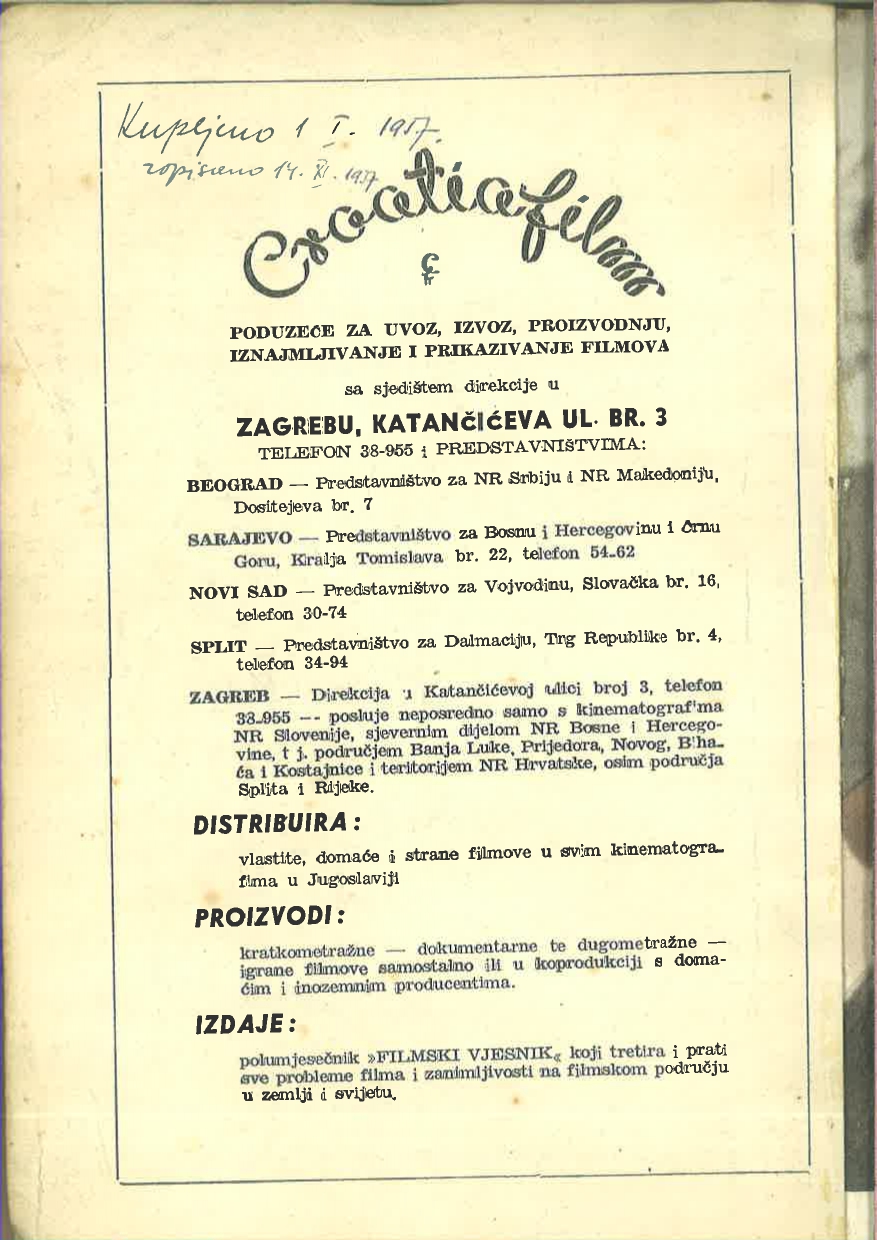 Kupljeno 1 I. 1957.
zapisano 14. XI. 1957
Croatia film
cf
PODUZEĆE ZA UVOZ, IZVOZ, PROIZVODNJU,
IZNAJMLJIVANJE I PRIKAZIVANJE FILMOVA
sa sjedištem direkcije u
ZAGREBU, KATANČIĆEVA UL. BR. 3
TELEFON 38-955 i PREDSTAVNIŠTVIMA:
BEOGRAD — Predstavništvo za NR Srbiju i NR Makedoniju,
Dositejeva br. 7
SARAJEVO — Predstavništvo za Bosnu i Hercegovinu i Crnu
Goru, Kralja Tomislava br. 22, telefon 54-62
NOVI SAD — Predstavništvo za Vojvodinu, Slovačka br. 16,
telefon 30-74
SPLIT — Predstavništvo za Dalmaciju, Trg Republike br. 4,
telefon 34-94
ZAGREB — Direkcija u Katančićevoj ulici broj 3, telefon
38-955 -- posluje neposredno samo s kinematograf'ma
NR Slovenije, sjevernim dijelom NR Bosne i Hercego-
vine, t j. područjem Banja Luke, Prijedora, Novog, B'ha-
ća i Kostajnice i teritorijem NR Hrvatske, osim područja
Splita i Rijeke.
DISTRIBUIRA:
vlastite, domaće i strane filmove u svim kinematogra-
fima u Jugoslaviji
PROIZVODI:
kratkometražne — dokumentarne te dugometražne —
igrane filmove samostalno ili u koprodukciji s doma-
ćim i inozemnim producentima.
IZDAJE:
polumjesečnik »FILMSKI VJESNIK« koji tretira i prati
sve probleme filma i zanimljivosti na filmskom području
u zemlji i svijetu.